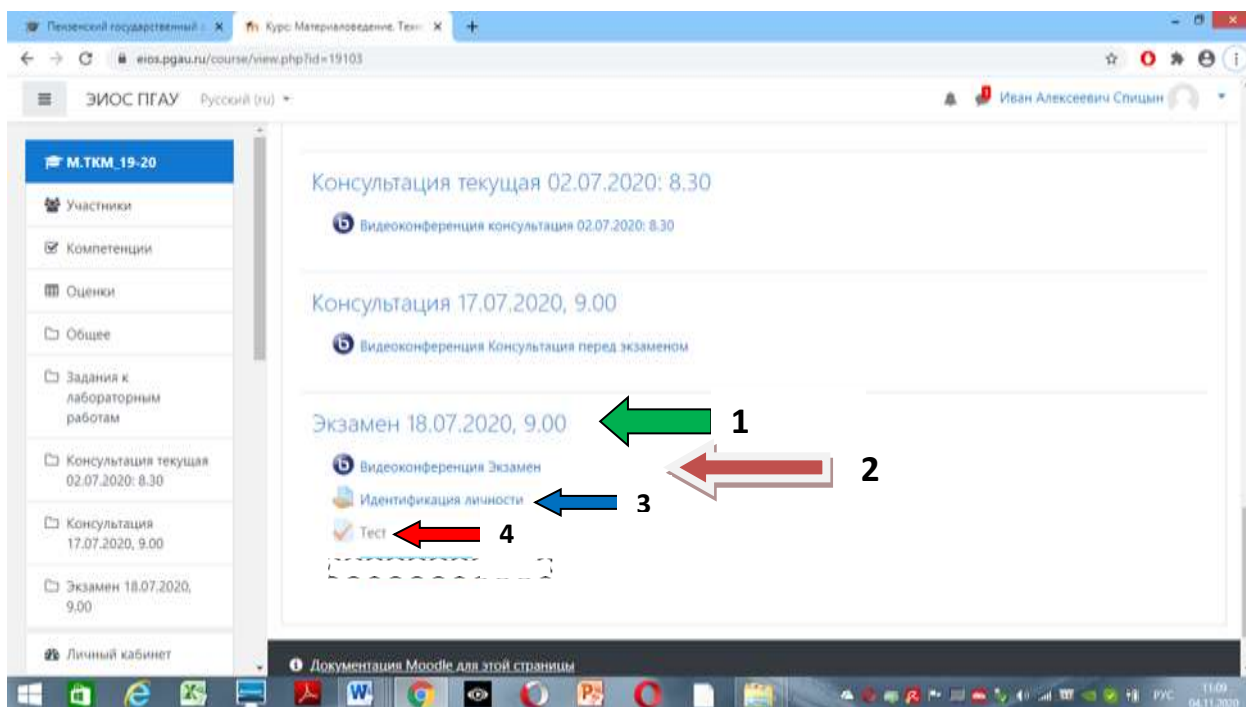 Пензенский государственный
Курс: Материаловедение. Техн
eios.pgau.ru/course/view.php?id=19103
ЭИОС ПГАУ Русский (ru)
Иван Алексеевич Спицын
М.ТКМ_19-20
Участники
Компетенции
Оценки
Общее
Задания к
лабораторным
работам
Консультация текущая
02.07.2020: 8.30
Консультация
17.07.2020, 9.00
Экзамен 18.07.2020,
9.00
Личный кабинет
Консультация текущая 02.07.2020: 8.30
Видеоконференция консультация 02.07.2020: 8.30
Консультация 17.07.2020, 9.00
Видеоконференция Консультация перед экзаменом
Экзамен 18.07.2020, 9.00
1
Видеоконференция Экзамен
2
Идентификация личности
3
Тест
4
Документация Moodle для этой страницы
РУС
11:09
04.11.2020